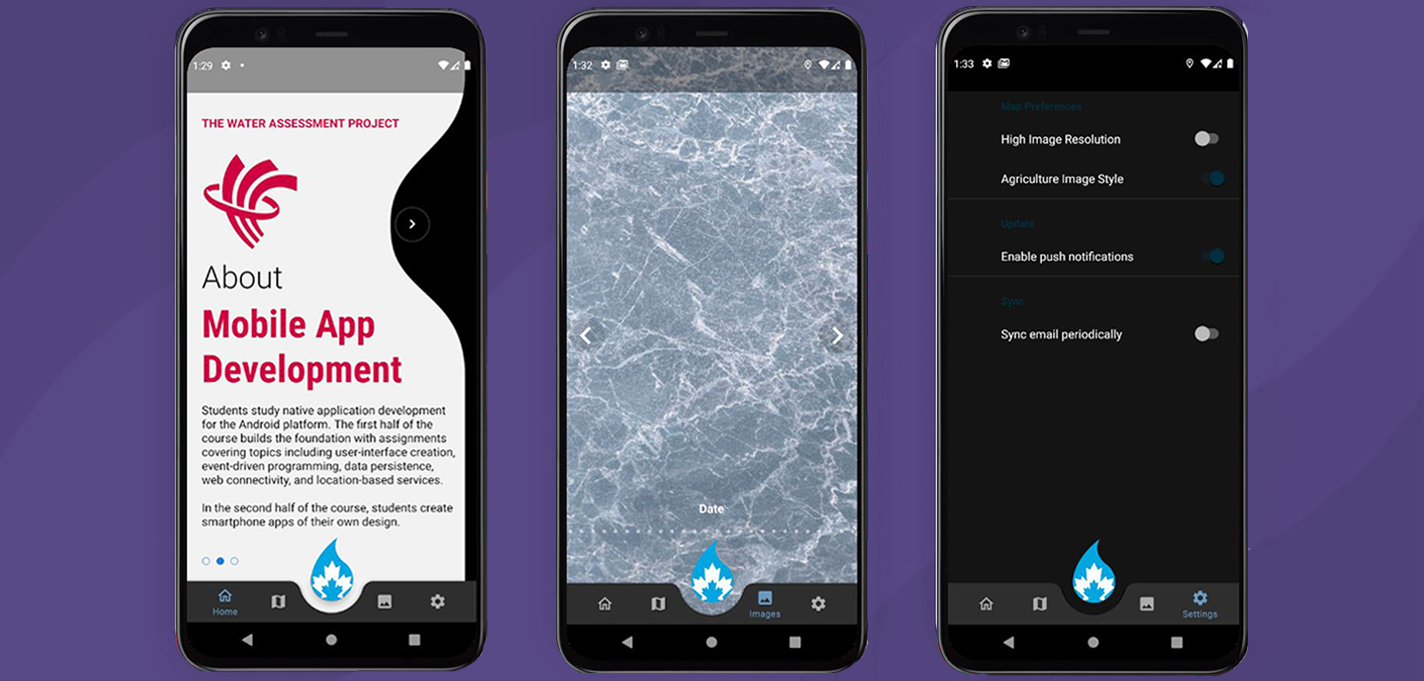 1:29
THE WATER ASSESSMENT PROJECT
About
Mobile App
Development
Students study native application development
for the Android platform. The first half of the
course builds the foundation with assignments
covering topics including user-interface creation,
event-driven programming, data persistence,
web connectivity, and location-based services.
In the second half of the course, students create
smartphone apps of their own design.
Home
1:32
Date
Images
1:33
Map Preferences
High Image Resolution
Agriculture Image Style
Update
Enable push notifications
Sync
Sync email periodically
Settings